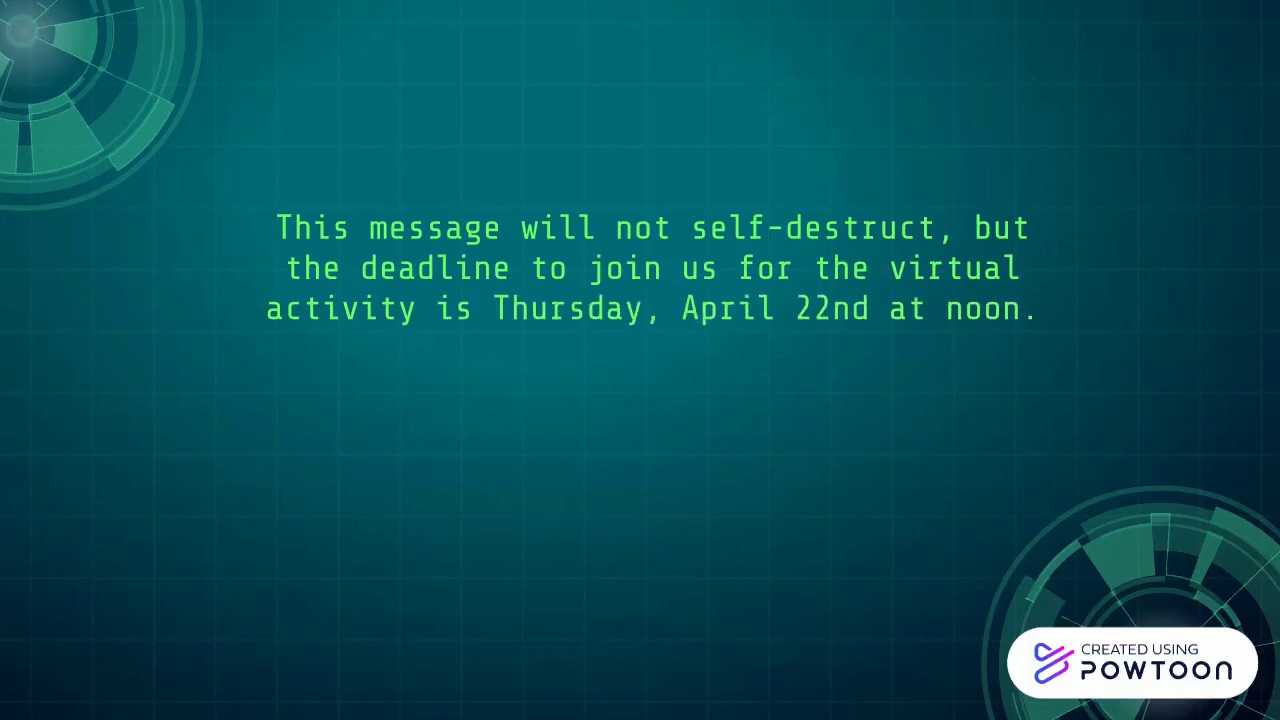 This message will not self-destruct, but
the deadline to join us for the virtual
activity is Thursday, April 22nd at noon.
CREATED USING
POWTOON